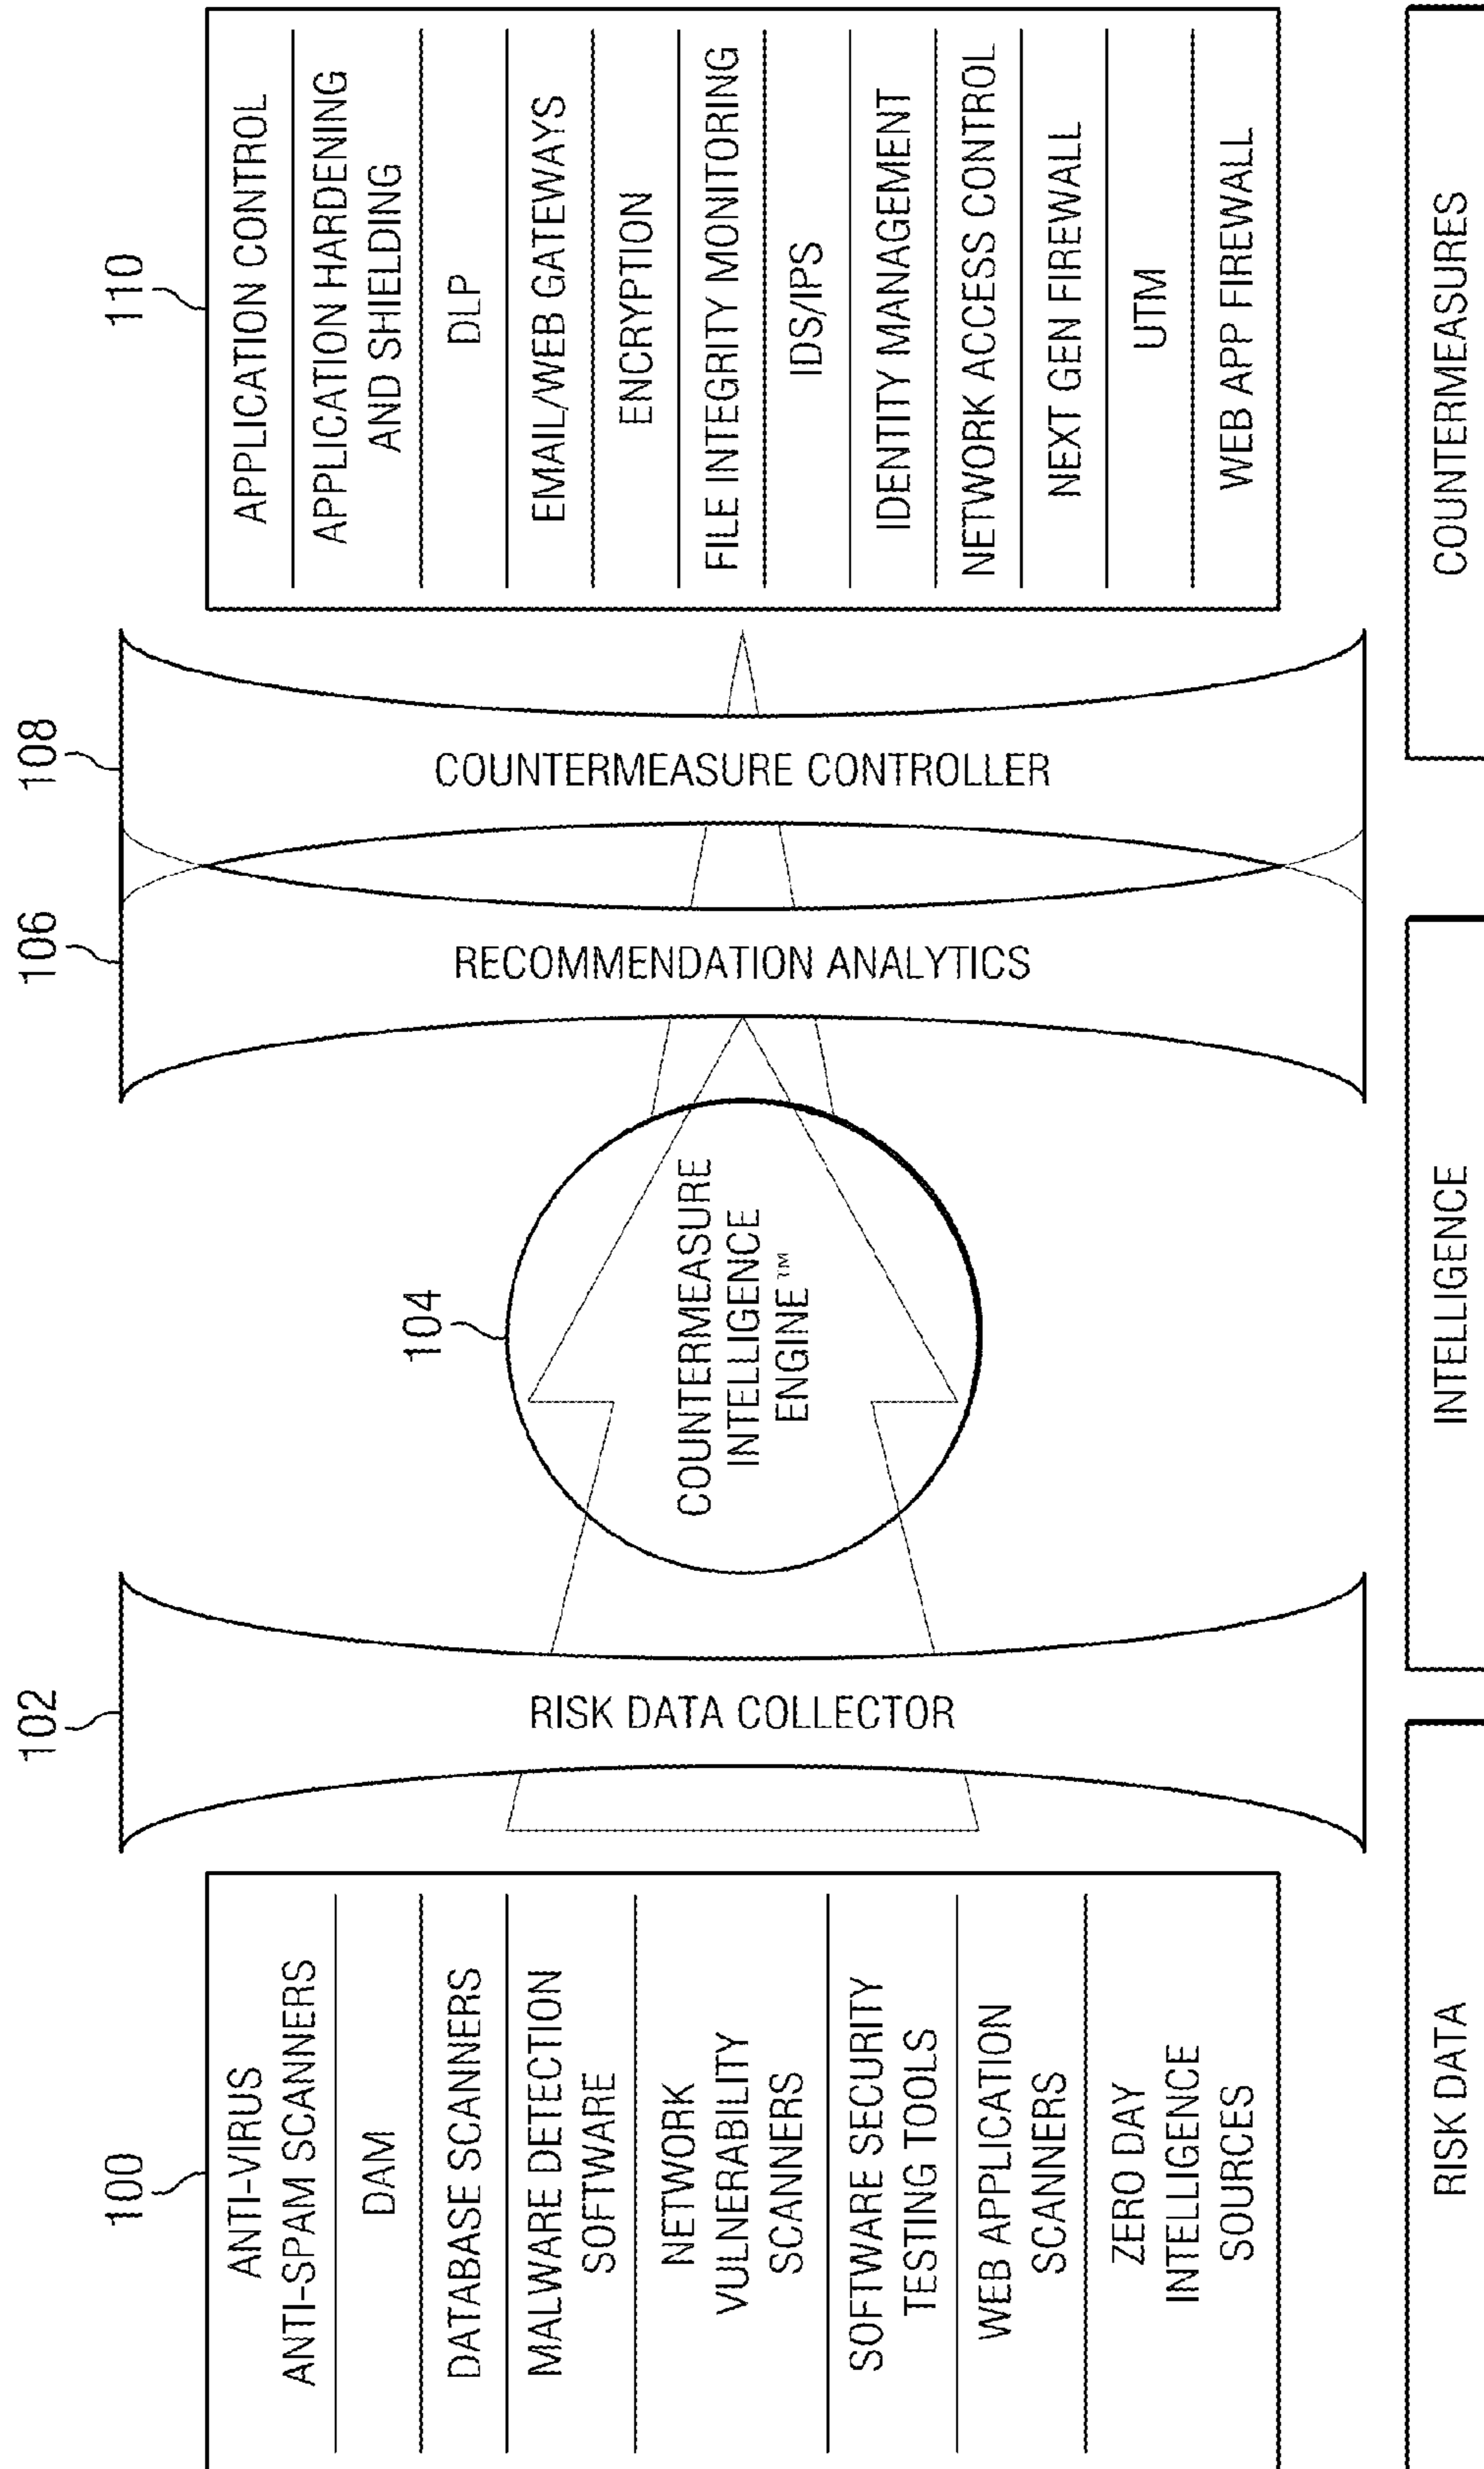 100
ANTI-VIRUS
ANTI-SPAM SCANNERS
DAM
DATABASE SCANNERS
MALWARE DETECTION
SOFTWARE
NETWORK
VULNERABILITY
SCANNERS
SOFTWARE SECURITY
TESTING TOOLS
WEB APPLICATION
SCANNERS
ZERO DAY
INTELLIGENCE
SOURCES
102
RISK DATA COLLECTOR
104
COUNTERMEASURE
INTELLIGENCE
ENGINE™
106
RECOMMENDATION ANALYTICS
108
COUNTERMEASURE CONTROLLER
110
APPLICATION CONTROL
APPLICATION HARDENING
AND SHIELDING
DLP
EMAIL/WEB GATEWAYS
ENCRYPTION
FILE INTEGRITY MONITORING
IDS/IPS
IDENTITY MANAGEMENT
NETWORK ACCESS CONTROL
NEXT GEN FIREWALL
UTM
WEB APP FIREWALL
RISK DATA
INTELLIGENCE
COUNTERMEASURES